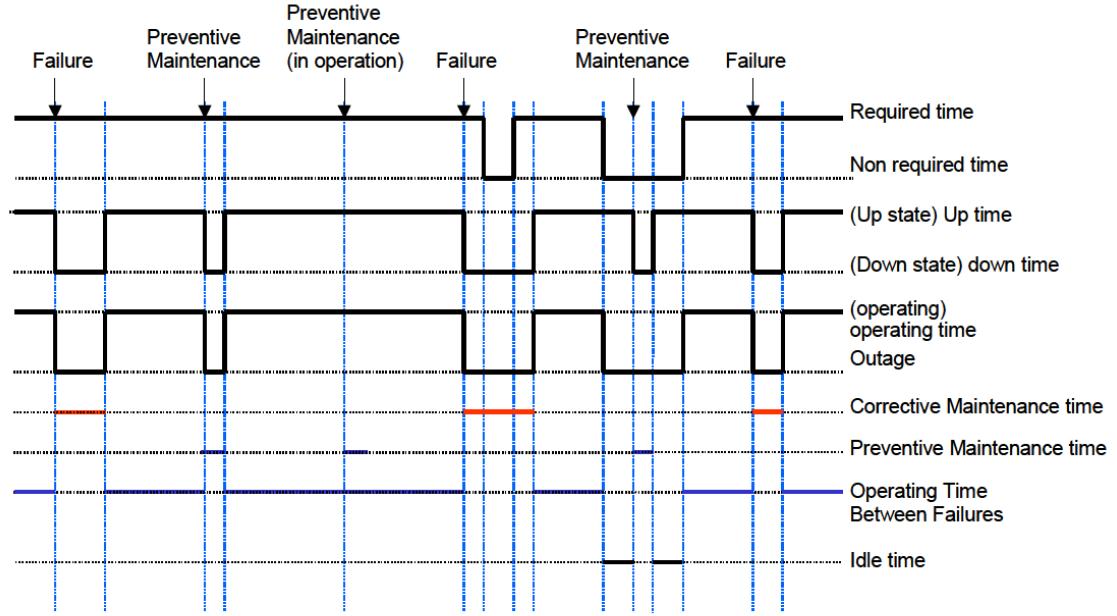 Failure
Preventive
Maintenance
Preventive
Maintenance
(in operation)
Failure
Preventive
Maintenance
Failure
Required time
Non required time
(Up state) Up time
(Down state) down time
(operating)
operating time
Outage
Corrective Maintenance time
Preventive Maintenance time
Operating Time
Between Failures
Idle time